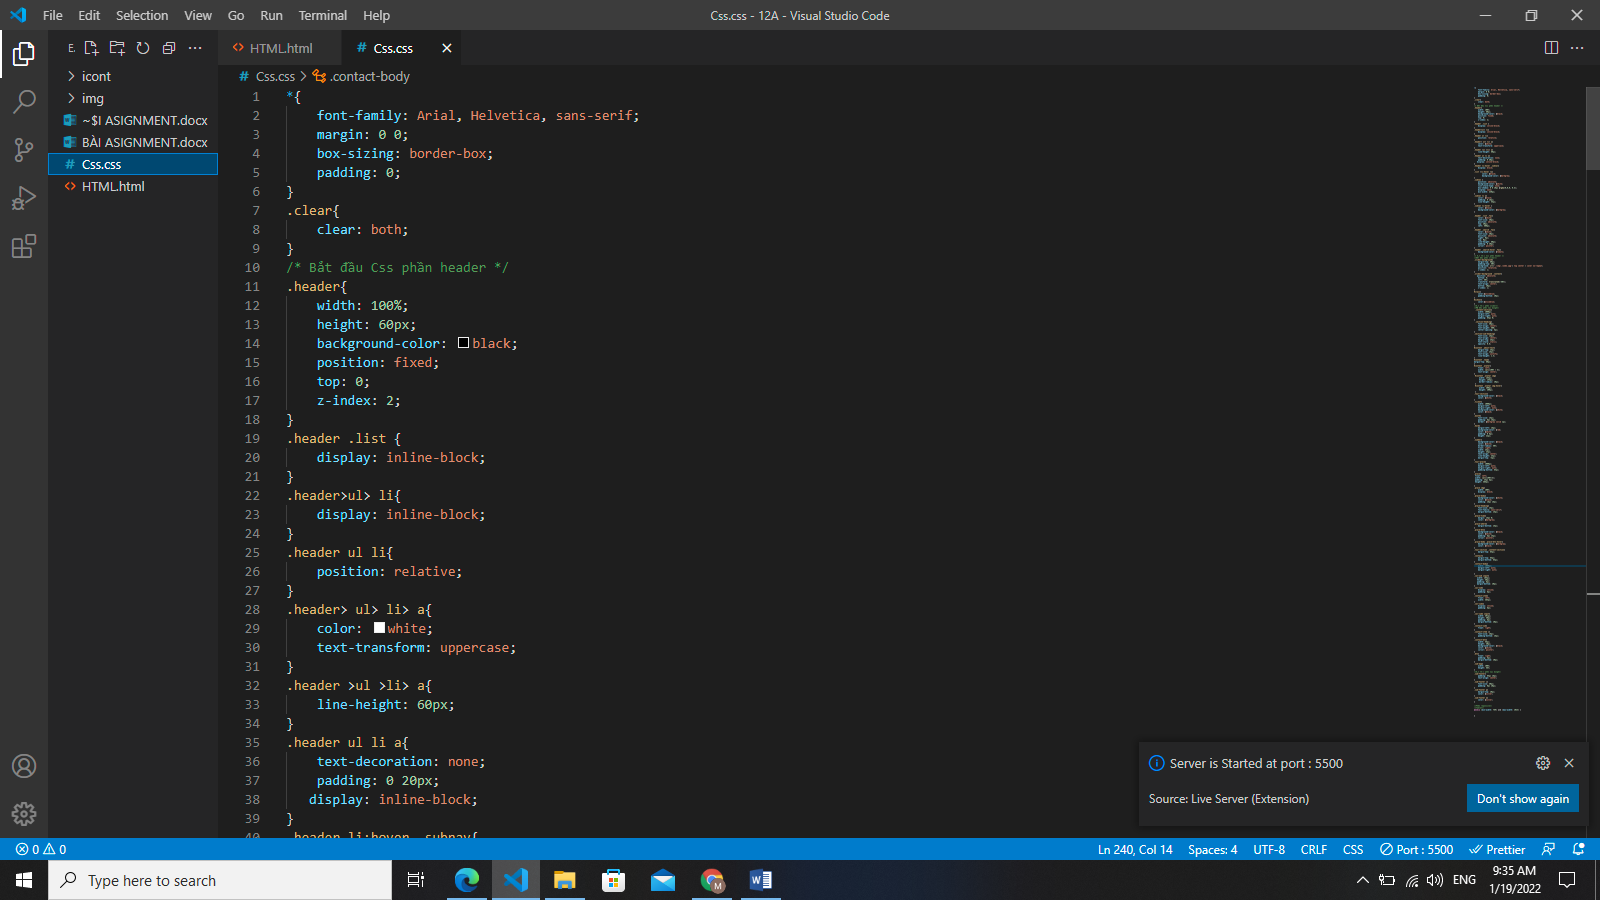 File Edit Selection View Go Run Terminal Help
Css.css - 12A - Visual Studio Code
E.
HTML.html
# Css.css
icont
img
~$I ASIGNMENT.docx
BÀI ASIGNMENT.docx
# Css.css
HTML.html
# Css.css > .contact-body
1 *{
2 font-family: Arial, Helvetica, sans-serif;
3 margin: 0 0;
4 box-sizing: border-box;
5 padding: 0;
6 }
7 .clear{
8 clear: both;
9 }
10 /* Bắt đầu Css phần header */
11 .header{
12 width: 100%;
13 height: 60px;
14 background-color: black;
15 position: fixed;
16 top: 0;
17 z-index: 2;
18 }
19 .header .list {
20 display: inline-block;
21 }
22 .header>ul> li{
23 display: inline-block;
24 }
25 .header ul li{
26 position: relative;
27 }
28 .header> ul> li> a{
29 color: white;
30 text-transform: uppercase;
31 }
32 .header >ul >li> a{
33 line-height: 60px;
34 }
35 .header ul li a{
36 text-decoration: none;
37 padding: 0 20px;
38 display: inline-block;
39 }
40 .header li:hover .subnav{
Server is Started at port : 5500
Source: Live Server (Extension)
Don't show again
0 0
Ln 240, Col 14 Spaces: 4 UTF-8 CRLF CSS Port : 5500 Prettier
Type here to search
M
W
ENG
9:35 AM
1/19/2022